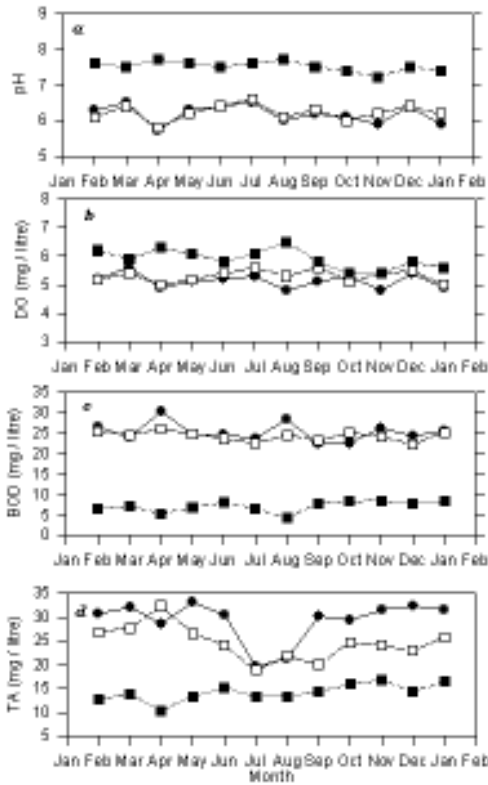 a
9
8
7
6
5
pH
Jan Feb Mar Apr May Jun Jul Aug Sep Oct Nov Dec Jan Feb
b
8
7
6
5
4
3
DO (mg / litre)
Jan Feb Mar Apr May Jun Jul Aug Sep Oct Nov Dec Jan Feb
c
35
30
25
20
15
10
5
0
BOD (mg / litre)
Jan Feb Mar Apr May Jun Jul Aug Sep Oct Nov Dec Jan Feb
d
35
30
25
20
15
10
5
TA (mg / litre)
Jan Feb Mar Apr May Jun Jul Aug Sep Oct Nov Dec Jan Feb
Month